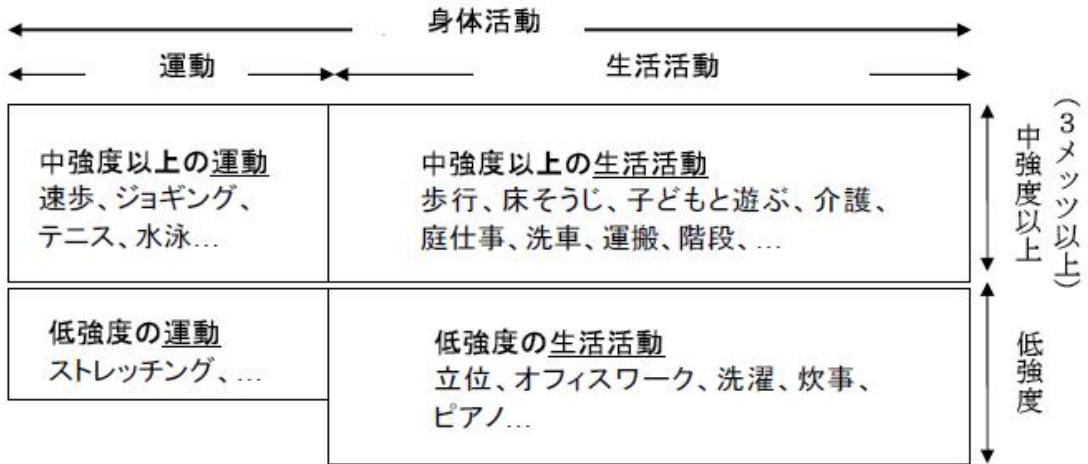 身体活動
運動
生活活動
中強度以上の運動
速歩、ジョギング、
テニス、水泳…
中強度以上の生活活動
歩行、床そうじ、子どもと遊ぶ、介護、
庭仕事、洗車、運搬、階段、…
(3メッツ以上)
中強度以上
低強度の運動
ストレッチング、…
低強度の生活活動
立位、オフィスワーク、洗濯、炊事、
ピアノ…
低強度